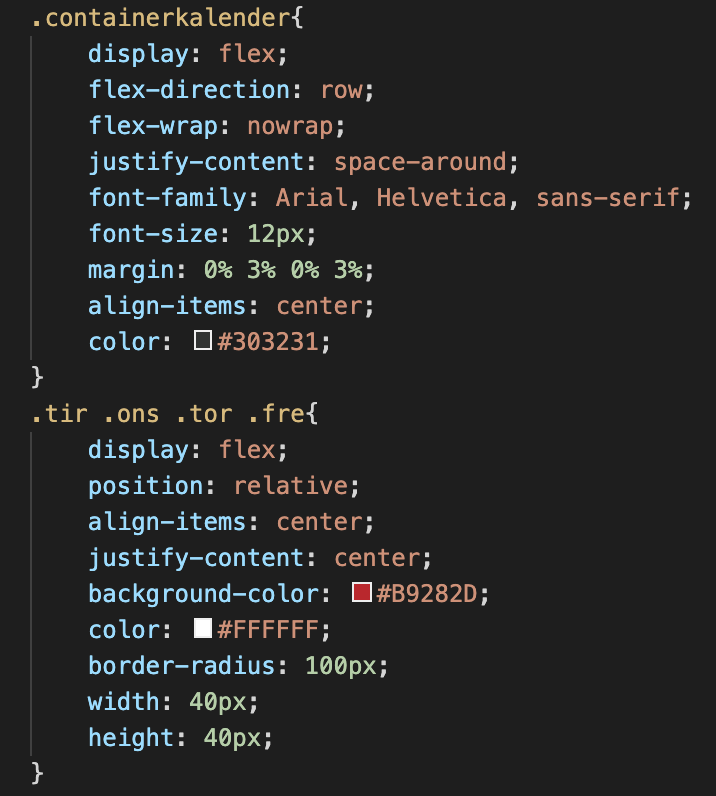 .containerkalender{
display: flex;
flex-direction: row;
flex-wrap: nowrap;
justify-content: space-around;
font-family: Arial, Helvetica, sans-serif;
font-size: 12px;
margin: 0% 3% 0% 3%;
align-items: center;
color: #303231;
}
.tir .ons .tor .fre{
display: flex;
position: relative;
align-items: center;
justify-content: center;
background-color: #B9282D;
color: #FFFFFF;
border-radius: 100px;
width: 40px;
height: 40px;
}